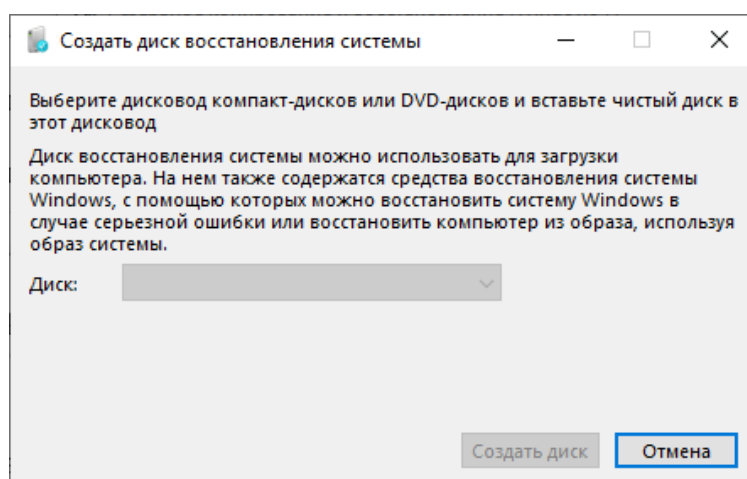 Создать диск восстановления системы
Выберите дисковод компакт-дисков или DVD-дисков и вставьте чистый диск в
этот дисковод
Диск восстановления системы можно использовать для загрузки
компьютера. На нем также содержатся средства восстановления системы
Windows, с помощью которых можно восстановить систему Windows в
случае серьезной ошибки или восстановить компьютер из образа, используя
образ системы.
Диск:
Создать диск Отмена